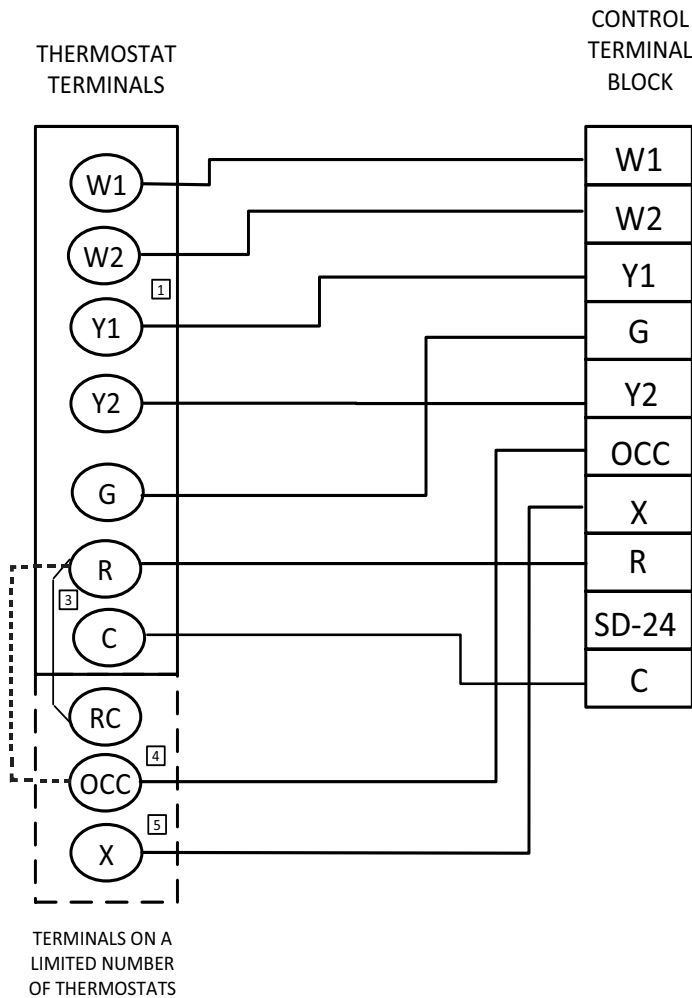 THERMOSTAT
TERMINALS
W1
W2
1
Y1
Y2
G
R
3
C
RC
4
OCC
5
X
TERMINALS ON A
LIMITED NUMBER
OF THERMOSTATS
CONTROL
TERMINAL
BLOCK
W1
W2
Y1
G
Y2
OCC
X
R
SD-24
C